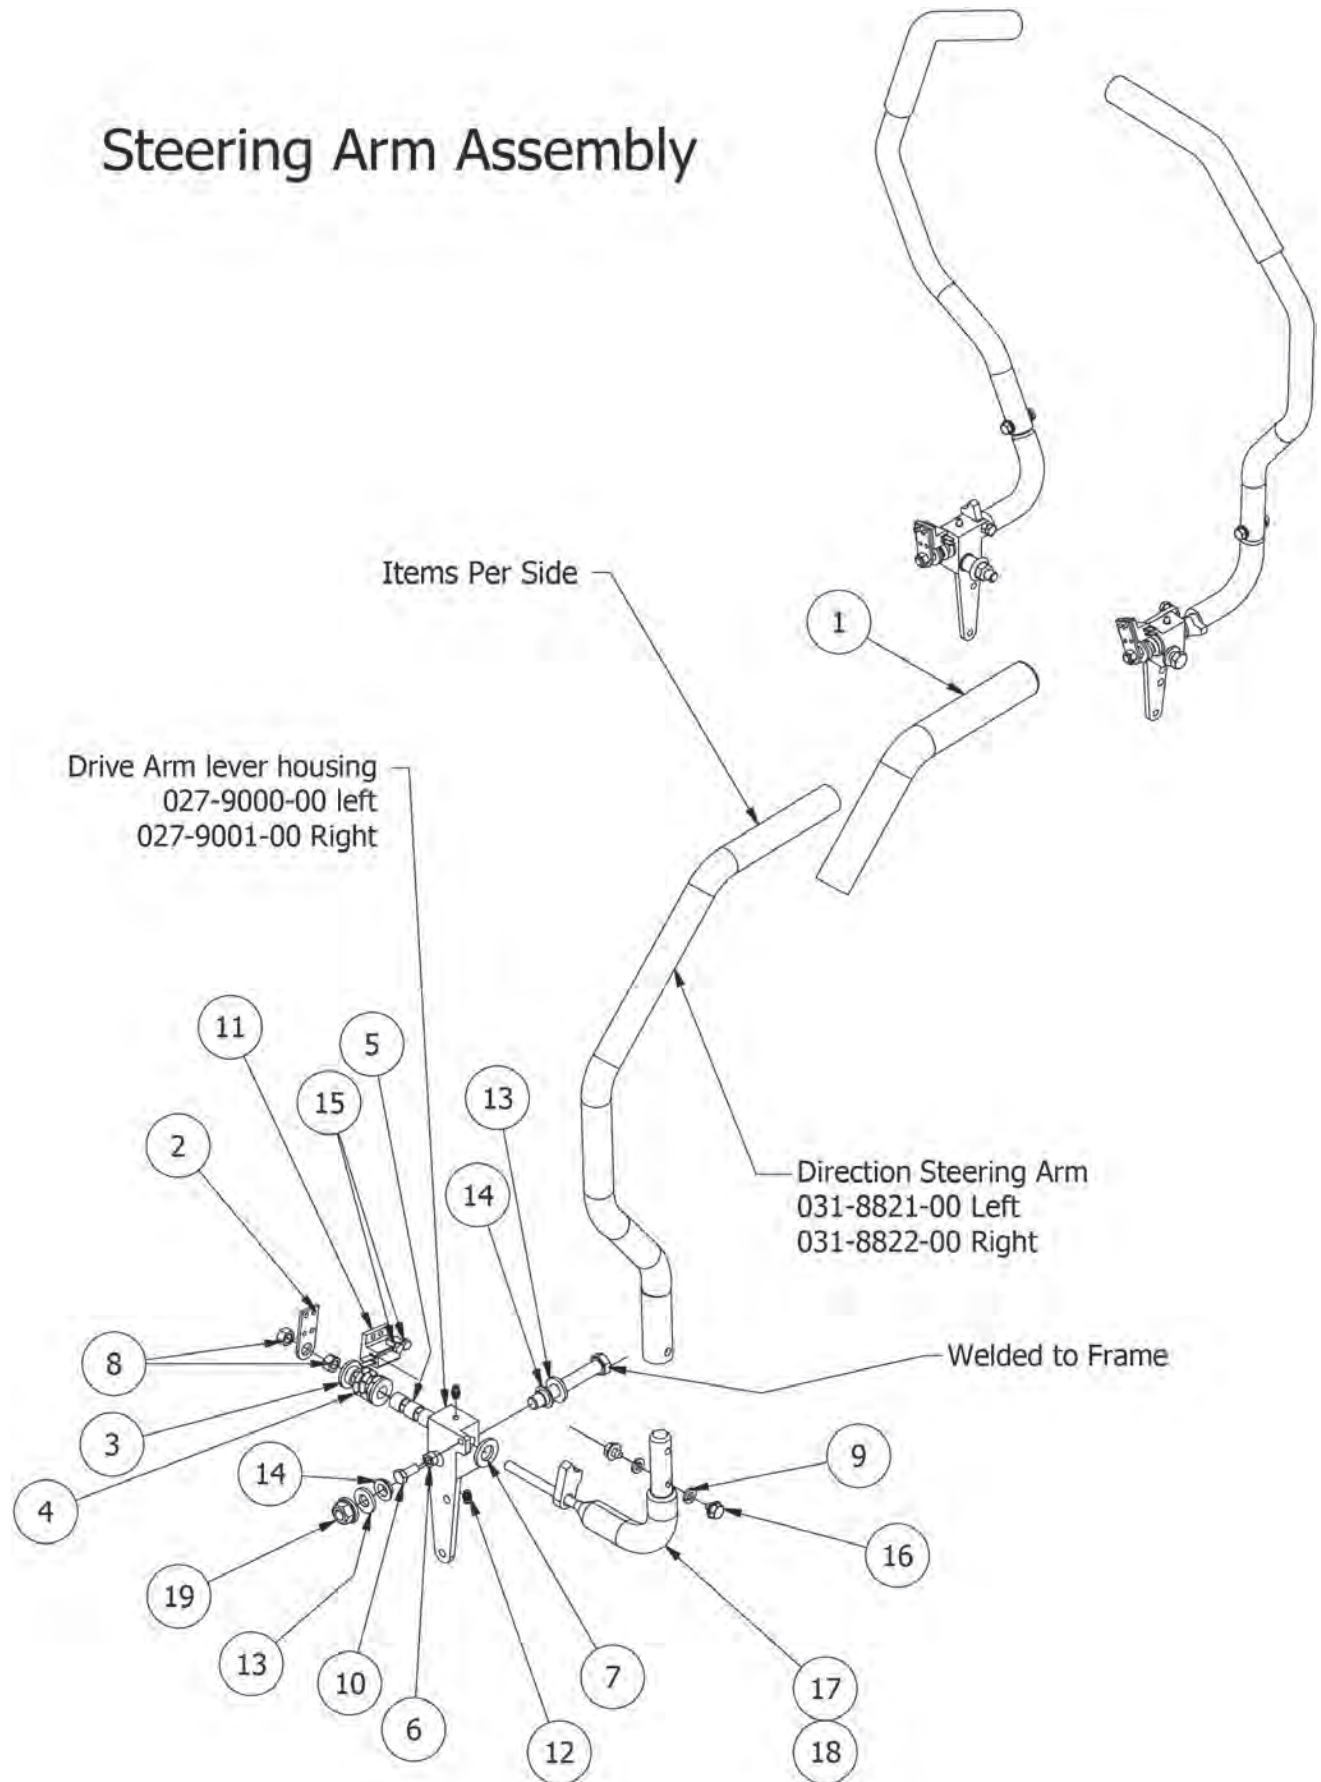 Steering Arm Assembly
Items Per Side
1
Drive Arm lever housing
027-9000-00 left
027-9001-00 Right
11
5
15
13
2
14
Direction Steering Arm
031-8821-00 Left
031-8822-00 Right
8
Welded to Frame
3
14
9
4
16
19
13
10
7
6
17
12
18